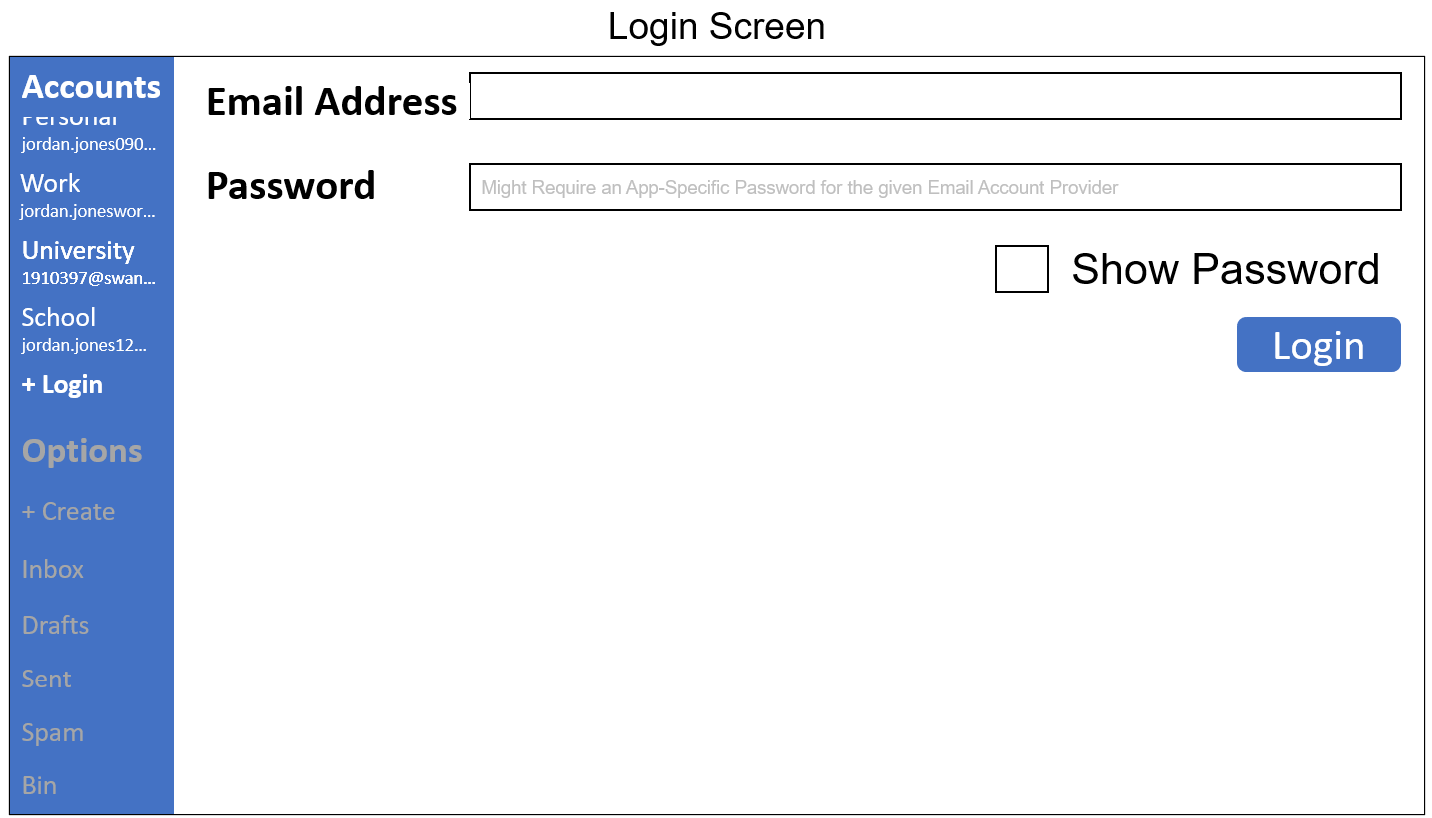 Login Screen
Accounts
Personal
jordan.jones090...
Work
jordan.joneswor...
University
1910397@swan...
School
jordan.jones12...
+ Login
Options
+ Create
Inbox
Drafts
Sent
Spam
Bin
Email Address
Password
Might Require an App-Specific Password for the given Email Account Provider
Show Password
Login